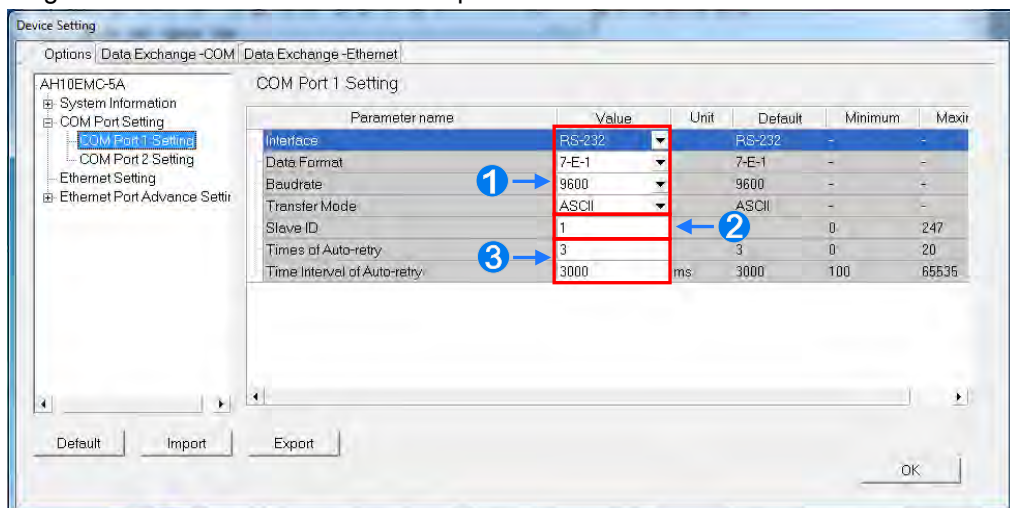 Device Setting
Options Data Exchange -COM Data Exchange -Ethernet
AH10EMC-5A
System Information
COM Port Setting
COM Port 1 Setting
COM Port 2 Setting
Ethernet Setting
Ethernet Port Advance Settir
COM Port 1 Setting
Parameter name Value Unit Default Minimum Maxir
Interface RS-232 RS-232 - -
Data Format 7-E-1 7-E-1 - -
Baudrate 9600 9600 - -
Transfer Mode ASCII ASCII - -
Slave ID 1 0 247
Times of Auto-retry 3 3 0 20
Time Interval of Auto-retry 3000 ms 3000 100 65535
1
2
3
Default Import Export
OK